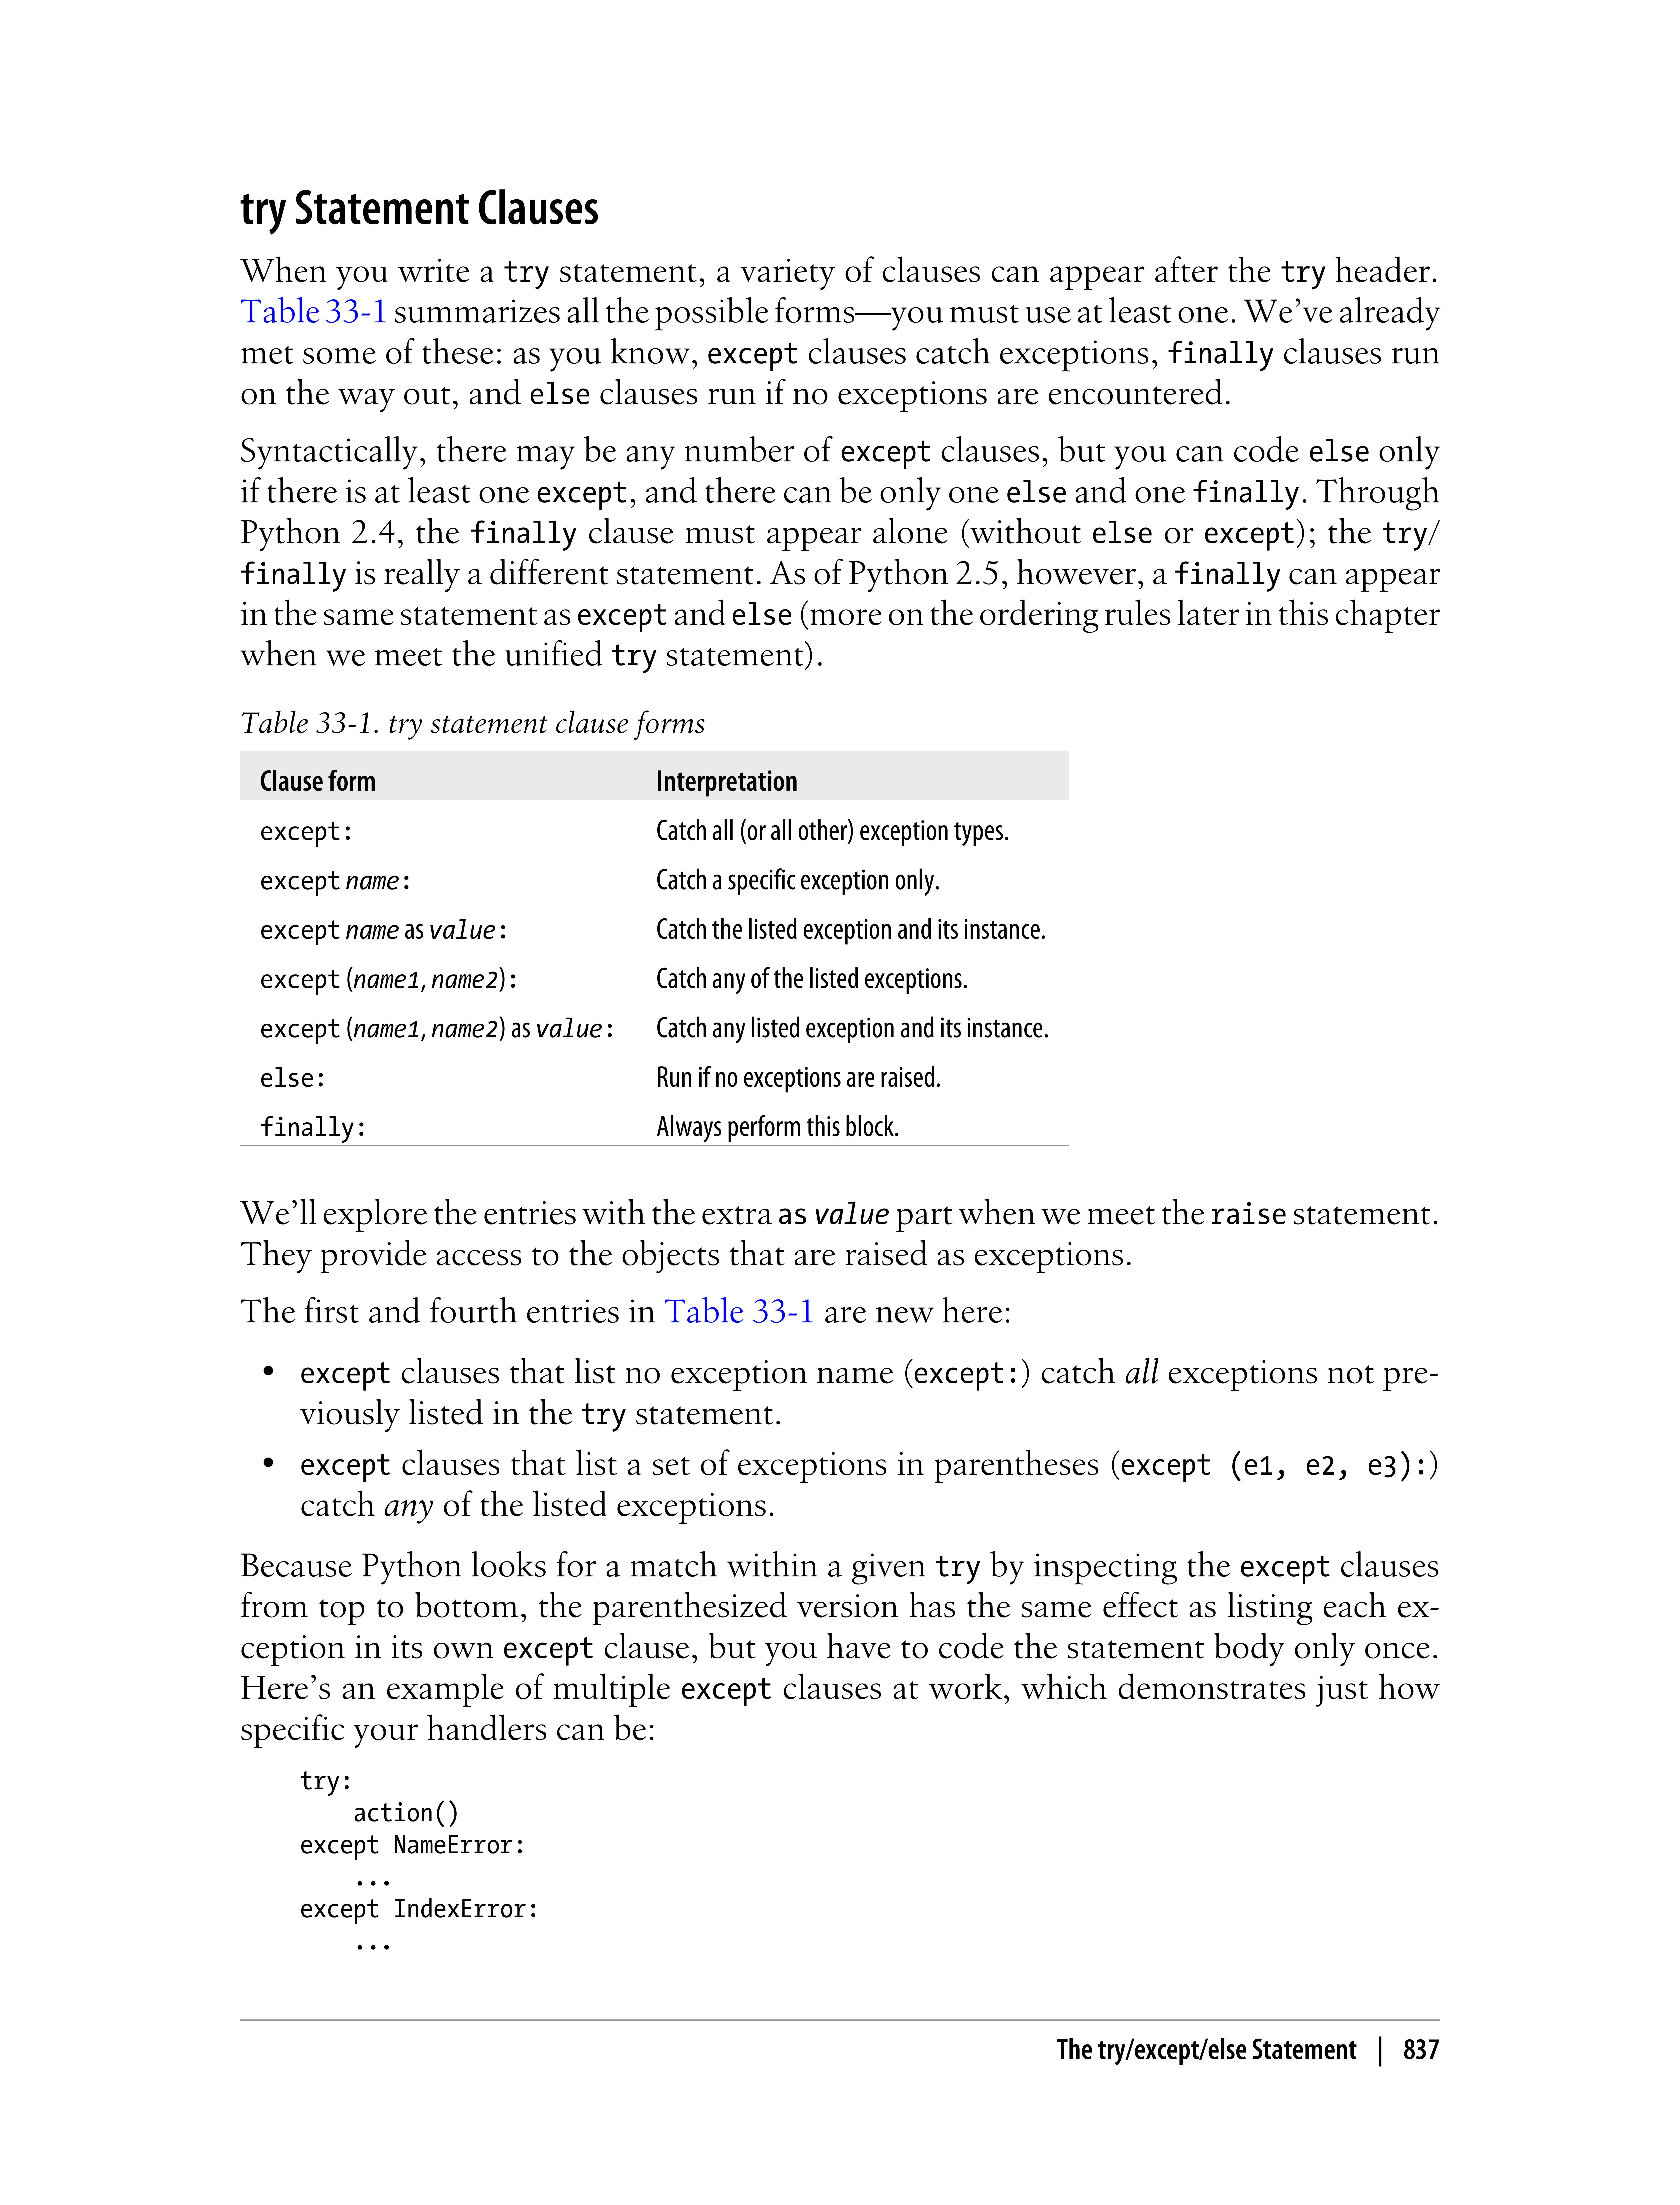 try Statement Clauses
When you write a try statement, a variety of clauses can appear after the try header.
Table 33-1 summarizes all the possible forms—you must use at least one. We’ve already
met some of these: as you know, except clauses catch exceptions, finally clauses run
on the way out, and else clauses run if no exceptions are encountered.
Syntactically, there may be any number of except clauses, but you can code else only
if there is at least one except, and there can be only one else and one finally. Through
Python 2.4, the finally clause must appear alone (without else or except); the try/
finally is really a different statement. As of Python 2.5, however, a finally can appear
in the same statement as except and else (more on the ordering rules later in this chapter
when we meet the unified try statement).
Table 33-1. try statement clause forms
Clause form Interpretation
except: Catch all (or all other) exception types.
except name: Catch a specific exception only.
except name as value: Catch the listed exception and its instance.
except (name1, name2): Catch any of the listed exceptions.
except (name1, name2) as value: Catch any listed exception and its instance.
else: Run if no exceptions are raised.
finally: Always perform this block.
We’ll explore the entries with the extra as value part when we meet the raise statement.
They provide access to the objects that are raised as exceptions.
The first and fourth entries in Table 33-1 are new here:
• except clauses that list no exception name (except:) catch all exceptions not pre-
viously listed in the try statement.
• except clauses that list a set of exceptions in parentheses (except (e1, e2, e3):)
catch any of the listed exceptions.
Because Python looks for a match within a given try by inspecting the except clauses
from top to bottom, the parenthesized version has the same effect as listing each ex-
ception in its own except clause, but you have to code the statement body only once.
Here’s an example of multiple except clauses at work, which demonstrates just how
specific your handlers can be:
try:
    action()
except NameError:
    ...
except IndexError:
    ...
The try/except/else Statement | 837